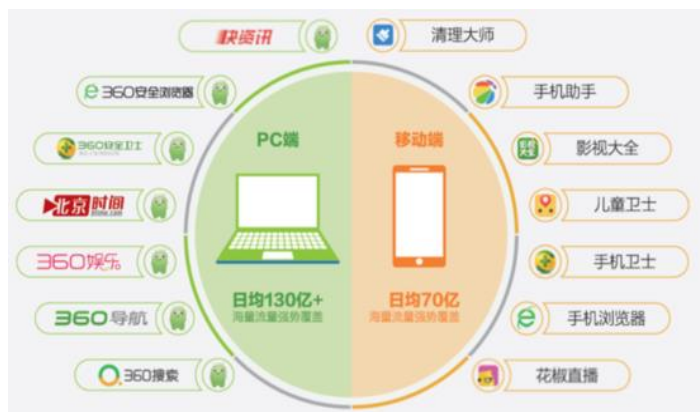 快资讯
清理大师
360安全浏览器
手机助手
360安全卫士
影视大全
北京时间
儿童卫士
360娱乐
手机卫士
360导航
手机浏览器
360搜索
花椒直播
PC端
移动端
日均130亿+
海量流量强势覆盖
日均70亿
海量流量强势覆盖